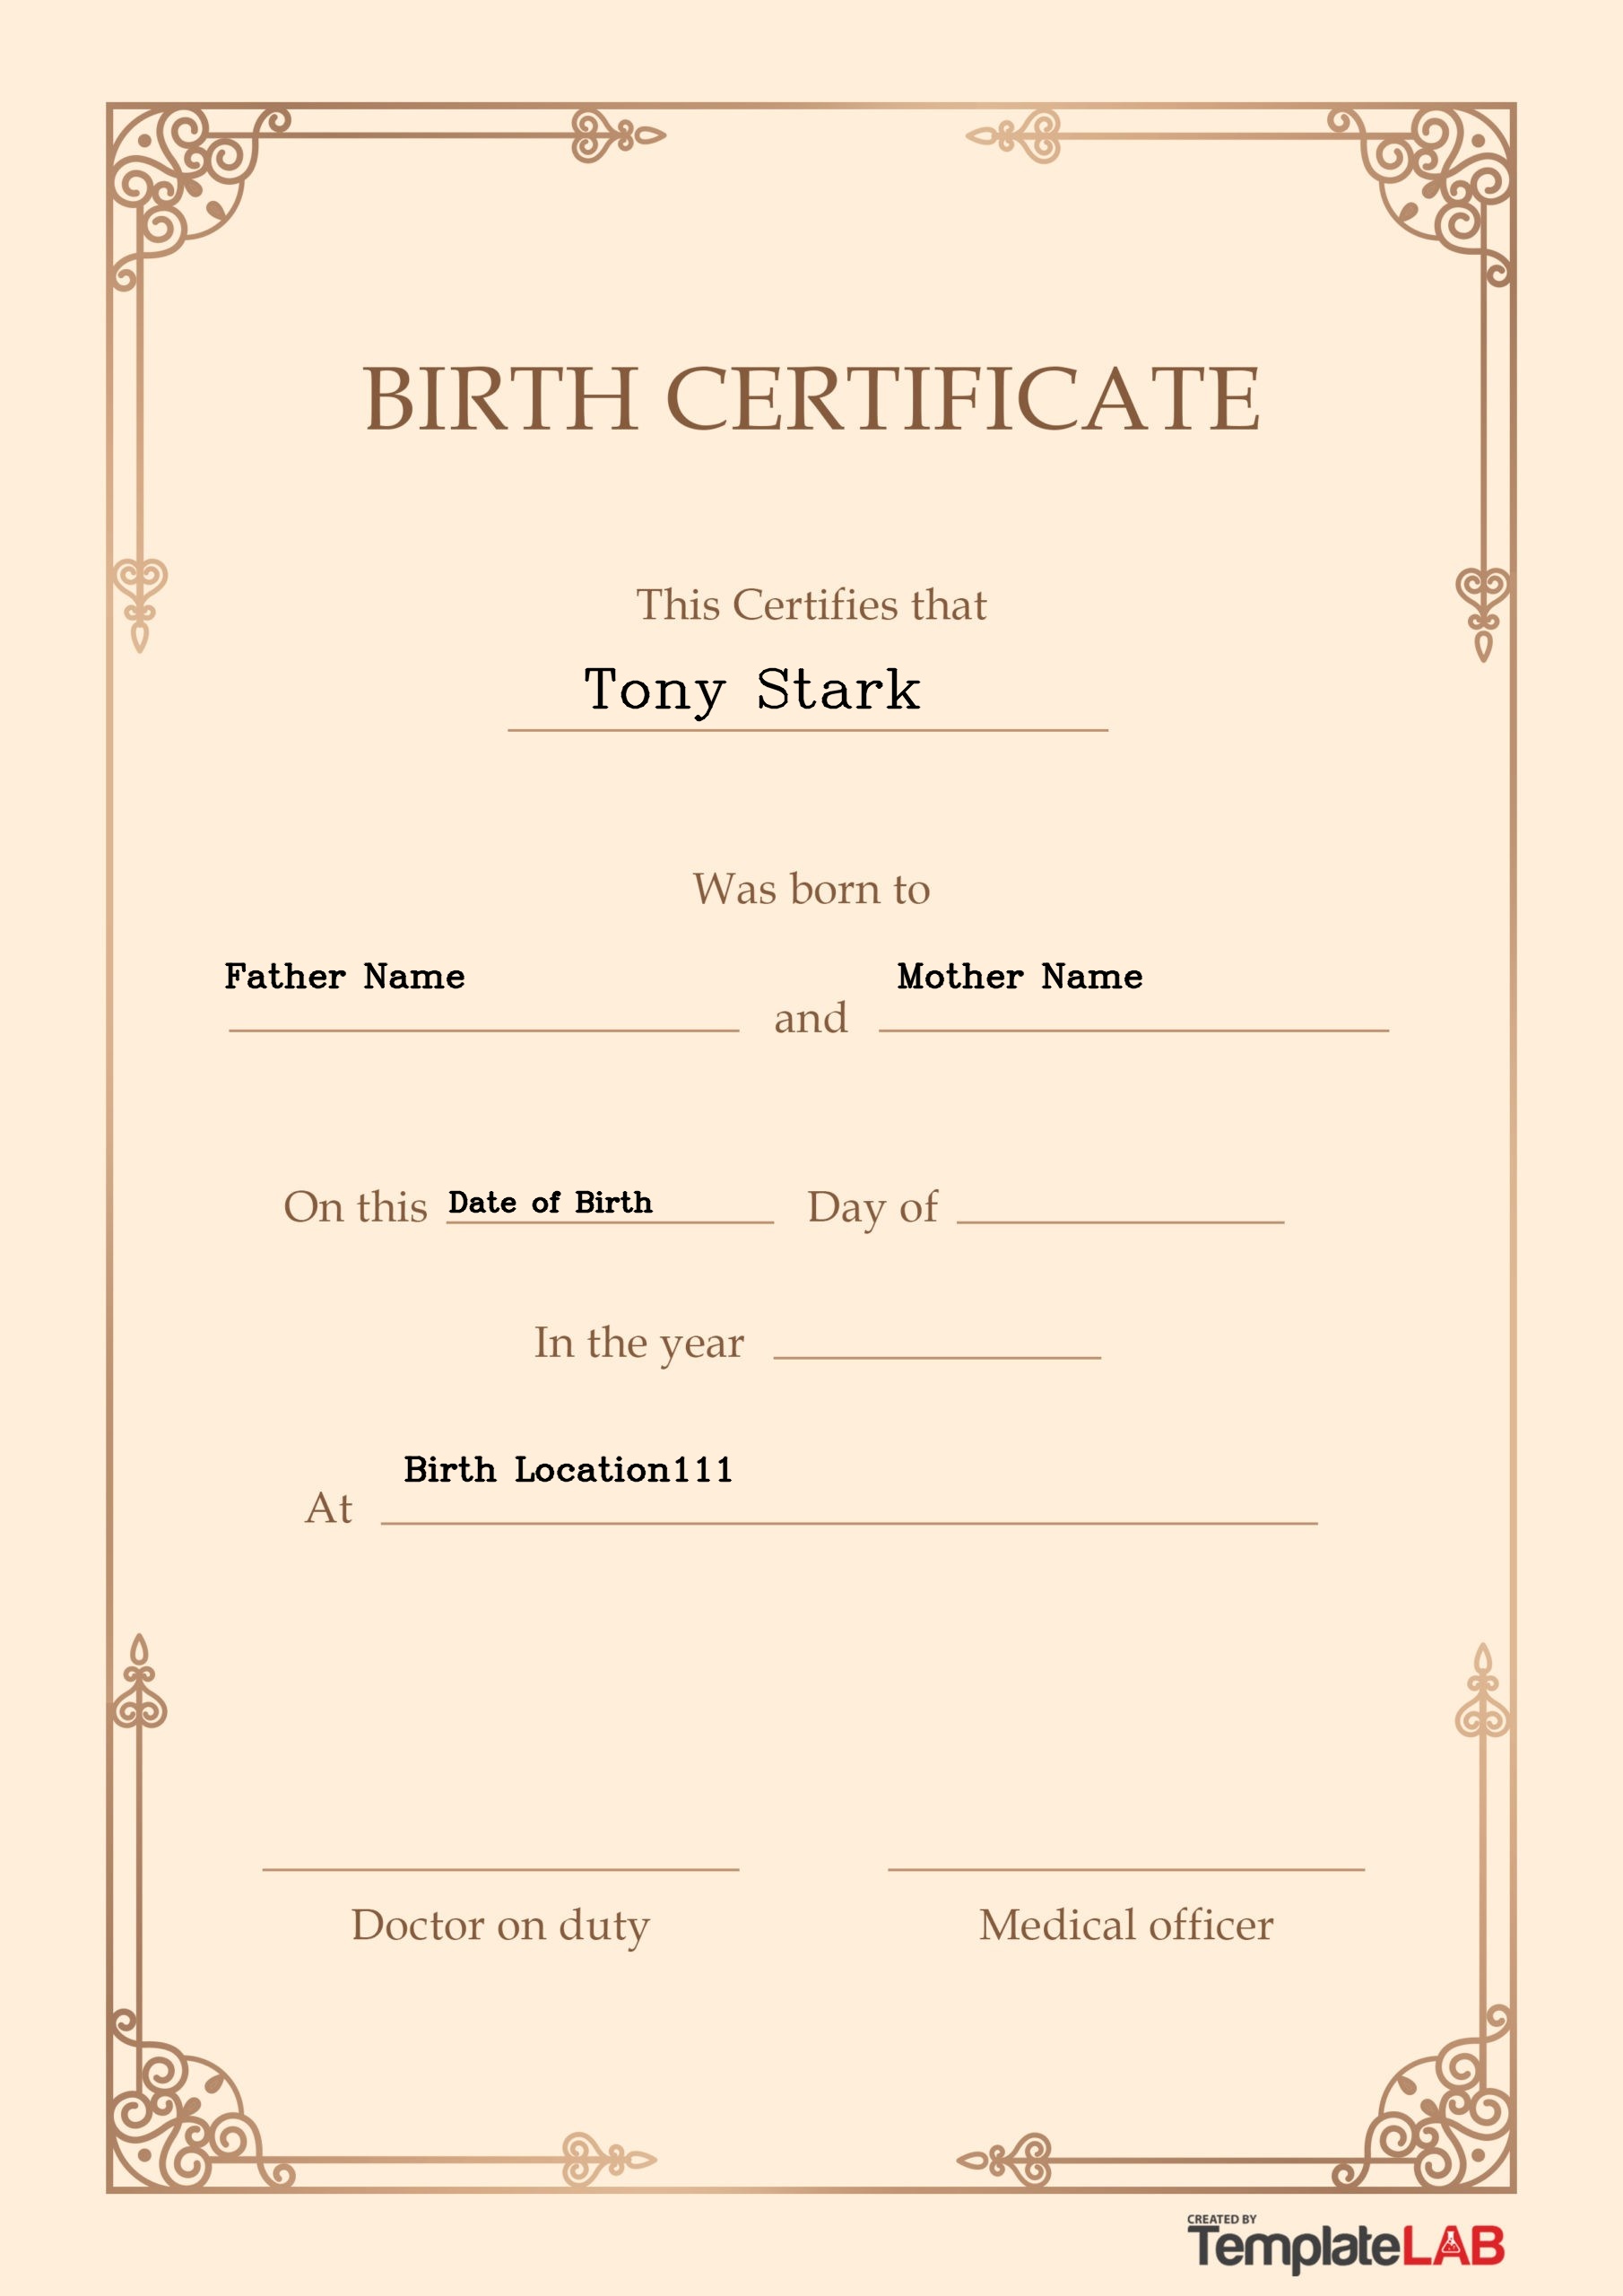 BIRTH CERTIFICATE
This Certifies that
Tony Stark
Was born to
Father Name and Mother Name
On this Date of Birth Day of
In the year
Birth Location111
At
Doctor on duty Medical officer
CREATED BY
TemplateLAB